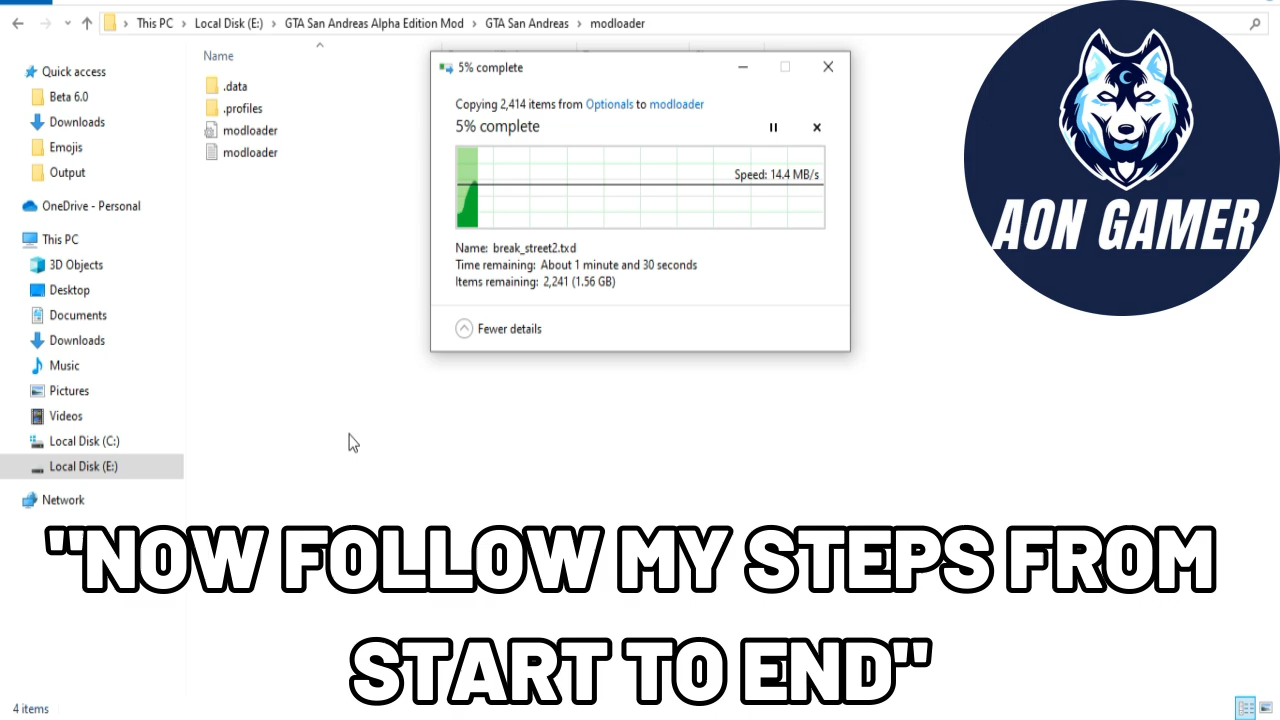 This PC > Local Disk (E:) > GTA San Andreas Alpha Edition Mod > GTA San Andreas > modloader
Name
Quick access
Beta 6.0
Downloads
Emojis
Output
OneDrive - Personal
This PC
3D Objects
Desktop
Documents
Downloads
Music
Pictures
Videos
Local Disk (C:)
Local Disk (E:)
Network
.data
.profiles
modloader
modloader
5% complete
Copying 2,414 items from Optionals to modloader
5% complete
Speed: 14.4 MB/s
Name: break_street2.txd
Time remaining: About 1 minute and 30 seconds
Items remaining: 2,241 (1.56 GB)
Fewer details
AON GAMER
"NOW FOLLOW MY STEPS FROM
START TO END"
4 items